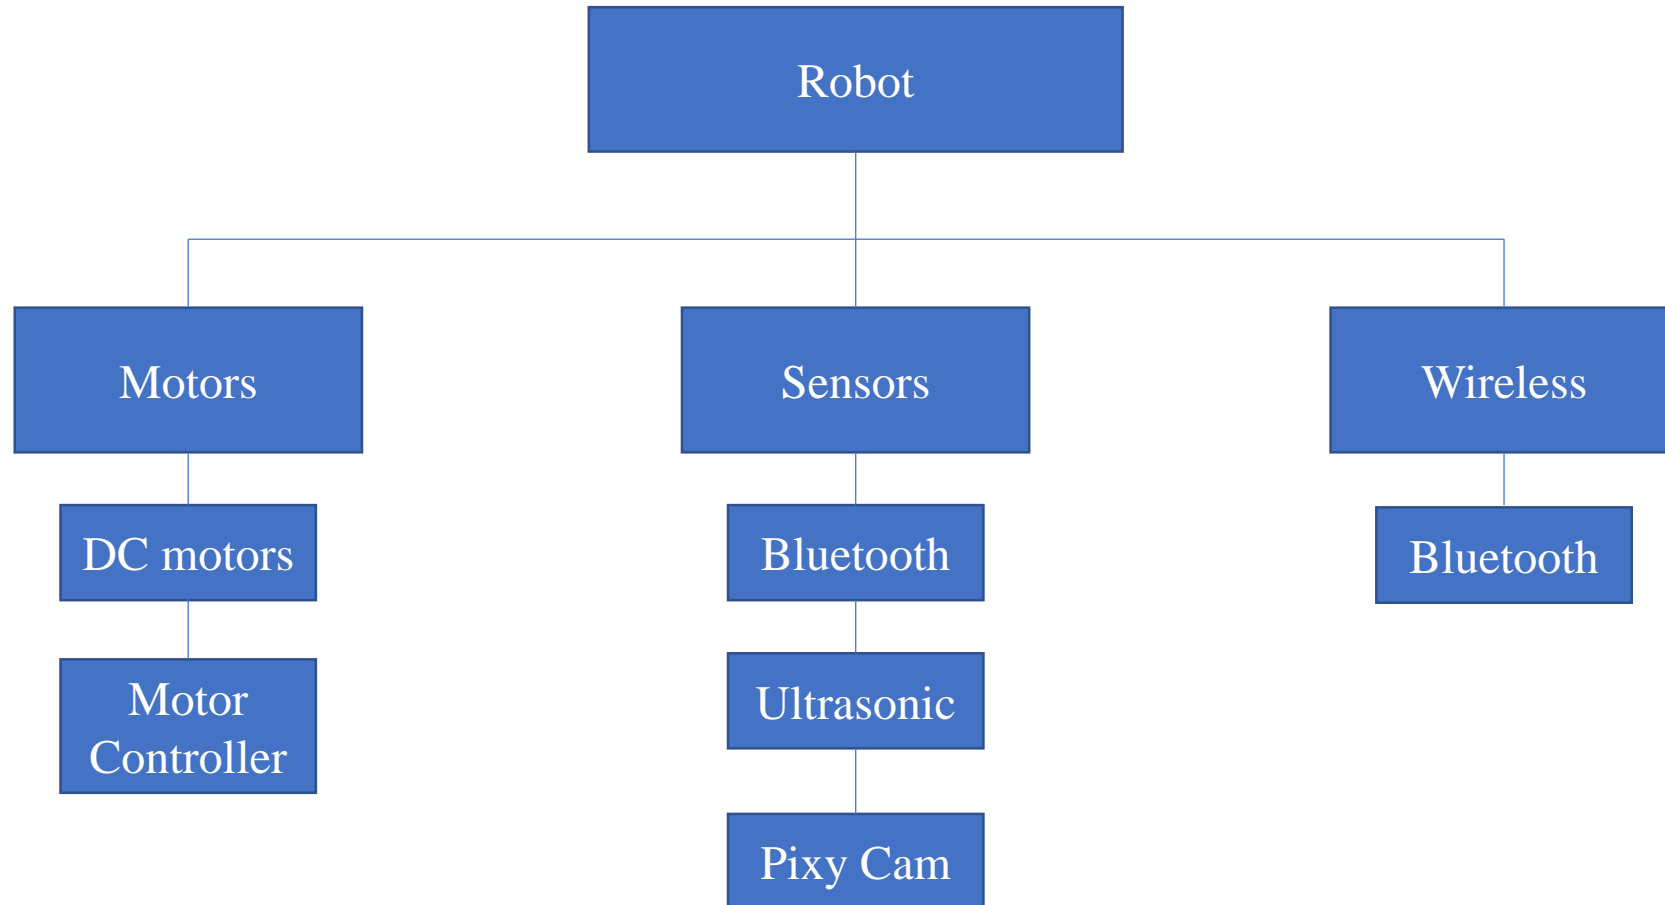 Robot
Motors
Sensors
Wireless
DC motors
Bluetooth
Bluetooth
Motor
Controller
Ultrasonic
Pixy Cam